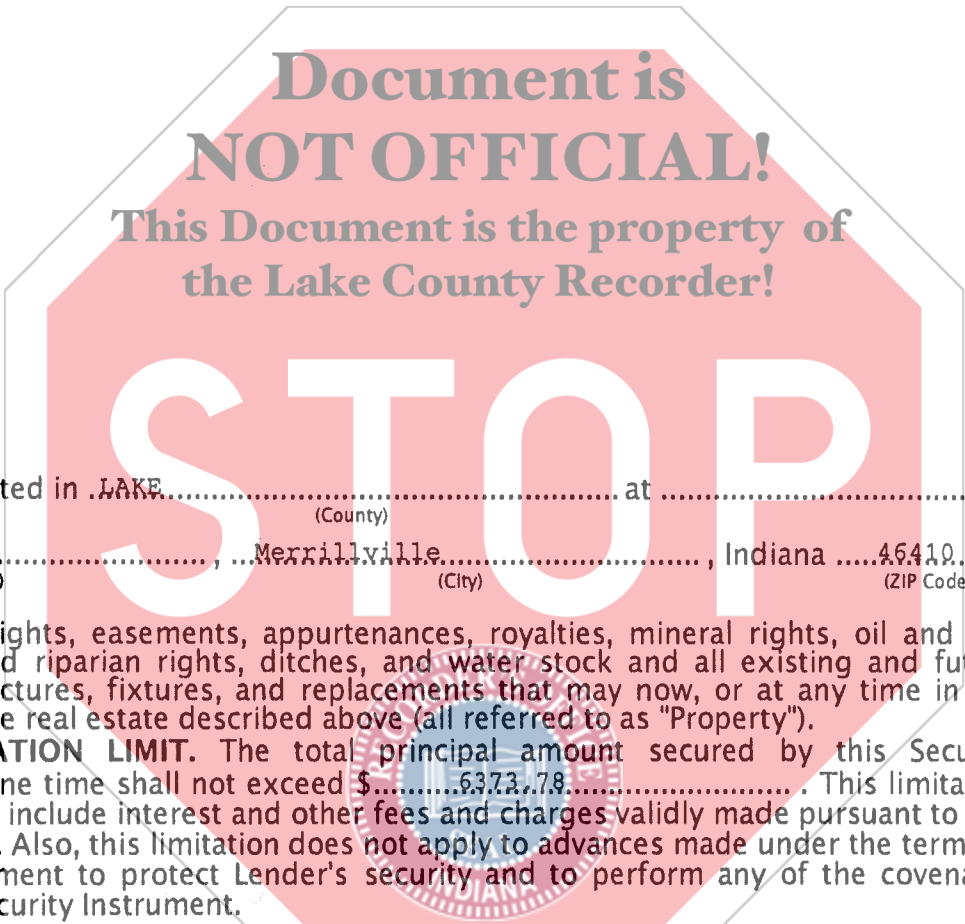 Document is
NOT OFFICIAL!
This Document is the property of
the Lake County Recorder!
STOP
ted in .LAKE.......... at ..........
(County)
.........., ...Merrillville.........., Indiana .....46410.
(City) (ZIP Code
ights, easements, appurtenances, royalties, mineral rights, oil and
d riparian rights, ditches, and water stock and all existing and fut
ctures, fixtures, and replacements that may now, or at any time in
e real estate described above (all referred to as "Property").
ATION LIMIT. The total principal amount secured by this Secu
ne time shall not exceed $..........6373.78........... This limita
include interest and other fees and charges validly made pursuant to
. Also, this limitation does not apply to advances made under the term
ment to protect Lender's security and to perform any of the covena
curity Instrument.
INDIANA